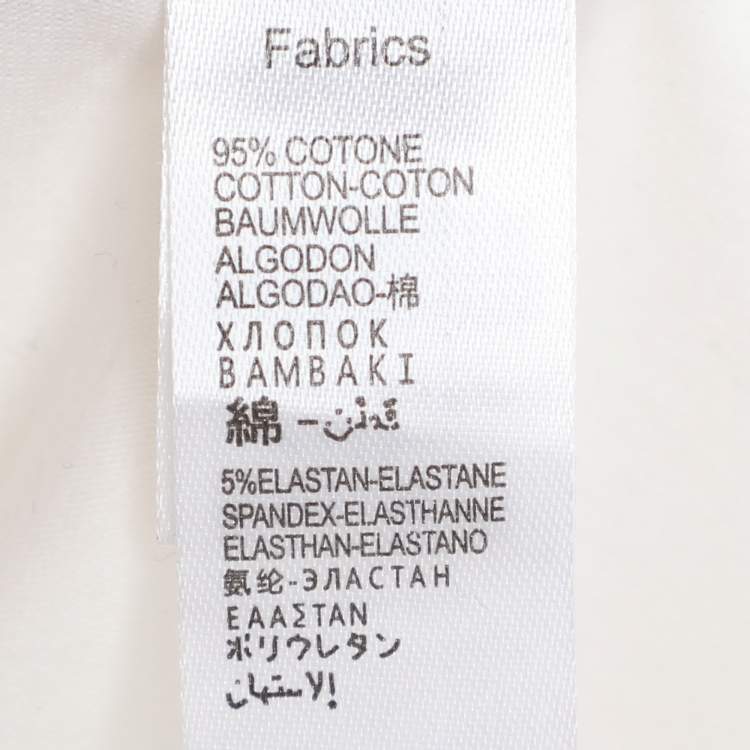 Fabrics
95% COTONE
COTTON-COTON
BAUMWOLLE
ALGODON
ALGODAO-棉
ХЛОПОК
BAMBAKI
綿 -
5%ELASTAN-ELASTANE
SPANDEX-ELASTHANNE
ELASTHAN-ELASTANO
氨纶-ЭЛАСТАН
ΕΑΑΣΤΑΝ
ポリウレタン